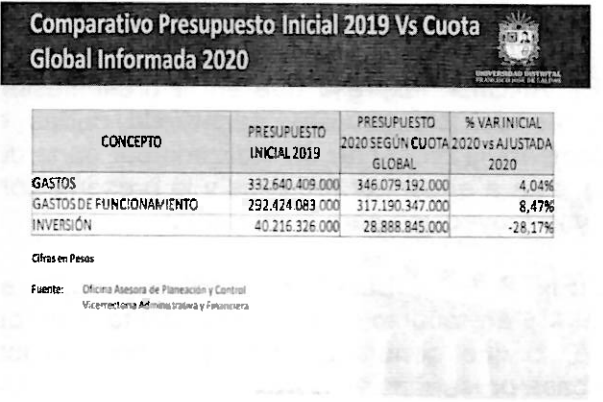 Comparativo Presupuesto Inicial 2019 Vs Cuota
Global Informada 2020
UNIVERSIDAD DISTRITAL
FRANCISCO JOSÉ DE CALDAS
CONCEPTO PRESUPUESTO INICIAL 2019 PRESUPUESTO 2020 SEGÚN CUOTA GLOBAL % VAR INICIAL 2020 vs AJUSTADA 2020
GASTOS 332.640.409.000 346.079.192.000 4,04%
GASTOS DE FUNCIONAMIENTO 292.424.083.000 317.190.347.000 8,47%
INVERSIÓN 40.216.326.000 28.888.845.000 -28,17%
Cifras en Pesos
Fuente: Oficina Asesora de Planeación y Control
Vicerrectoría Administrativa y Financiera